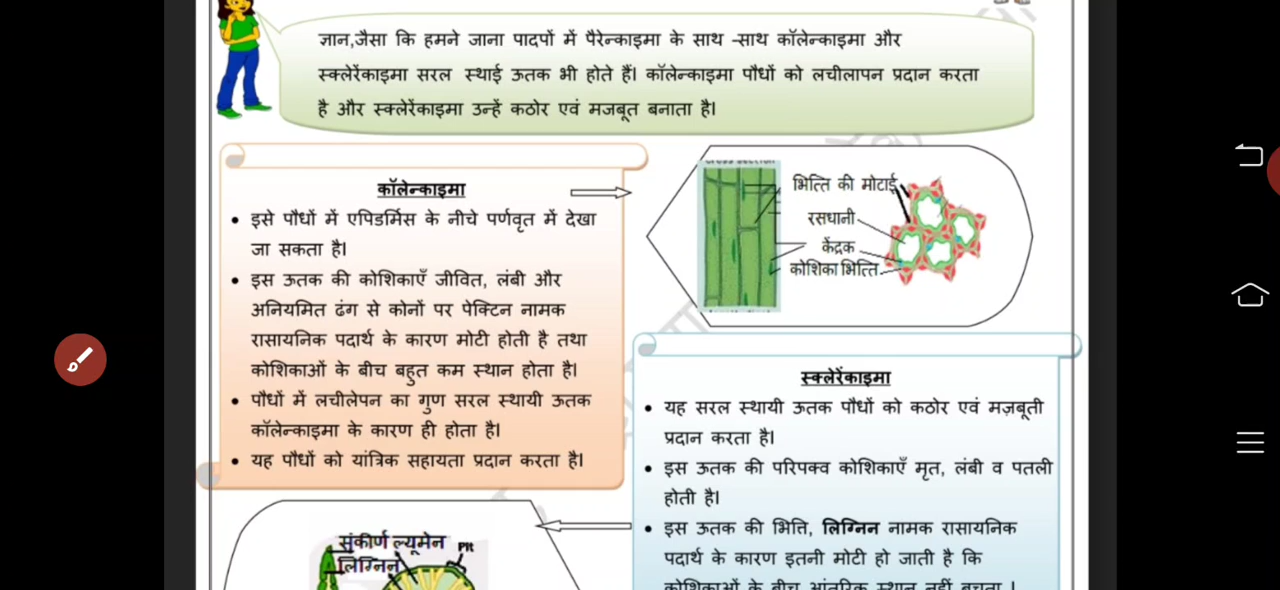 ज्ञान,जैसा कि हमने जाना पादपों में पैरेन्काइमा के साथ -साथ कॉलेन्काइमा और
स्क्लेरेंकाइमा सरल स्थाई ऊतक भी होते हैं। कॉलेन्काइमा पौधों को लचीलापन प्रदान करता
है और स्क्लेरेंकाइमा उन्हें कठोर एवं मजबूत बनाता है।
कॉलेन्काइमा
• इसे पौधों में एपिडर्मिस के नीचे पर्णवृत में देखा
जा सकता है।
• इस ऊतक की कोशिकाएँ जीवित, लंबी और
अनियमित ढंग से कोनों पर पेक्टिन नामक
रासायनिक पदार्थ के कारण मोटी होती है तथा
कोशिकाओं के बीच बहुत कम स्थान होता है।
• पौधों में लचीलेपन का गुण सरल स्थायी ऊतक
कॉलेन्काइमा के कारण ही होता है।
• यह पौधों को यांत्रिक सहायता प्रदान करता है।
भित्ति की मोटाई
रसधानी
केंद्रक
कोशिका भित्ति
स्क्लेरेंकाइमा
• यह सरल स्थायी ऊतक पौधों को कठोर एवं मज़बूती
प्रदान करता है।
• इस ऊतक की परिपक्व कोशिकाएँ मृत, लंबी व पतली
होती है।
• इस ऊतक की भिति, लिग्निन नामक रासायनिक
पदार्थ के कारण इतनी मोटी हो जाती है कि
कोशिकाओं के बीच आंतरिक स्थान नहीं बचता ।
संकीर्ण ल्यूमेन
Pit
लिग्निन